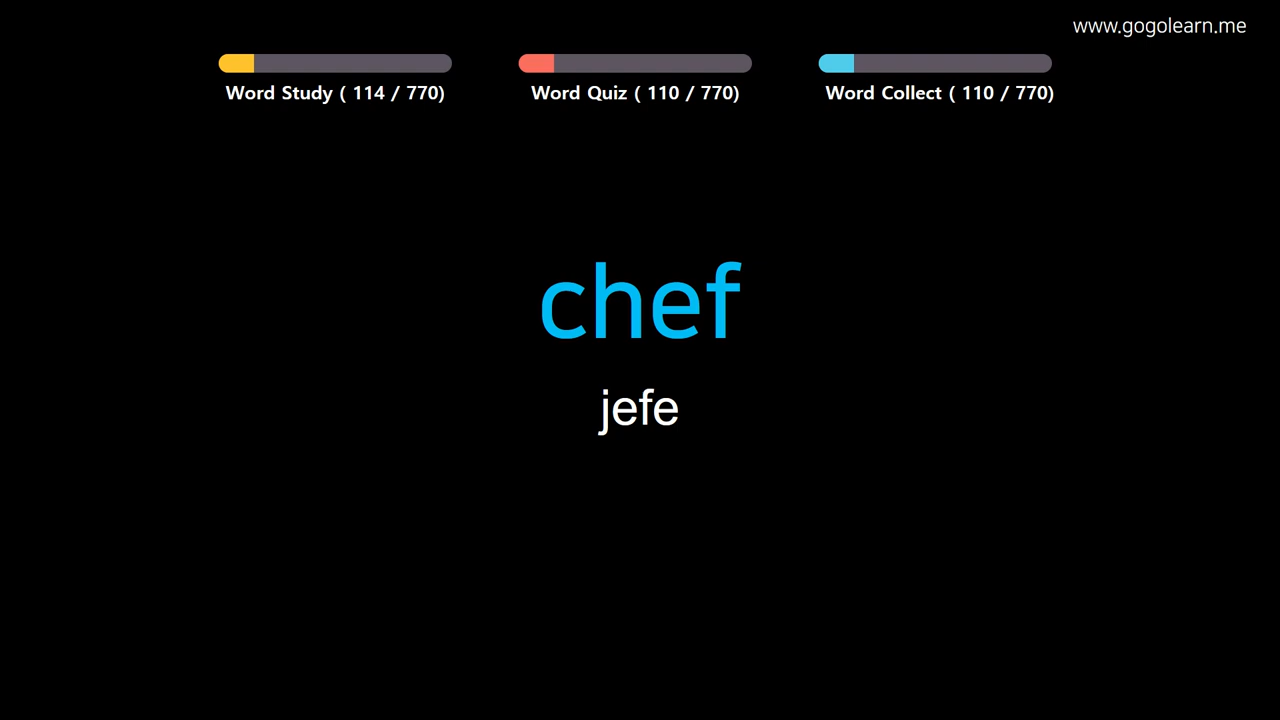 www.gogolearn.me
Word Study ( 114 / 770)
Word Quiz ( 110 / 770)
Word Collect ( 110 / 770)
chef
jefe